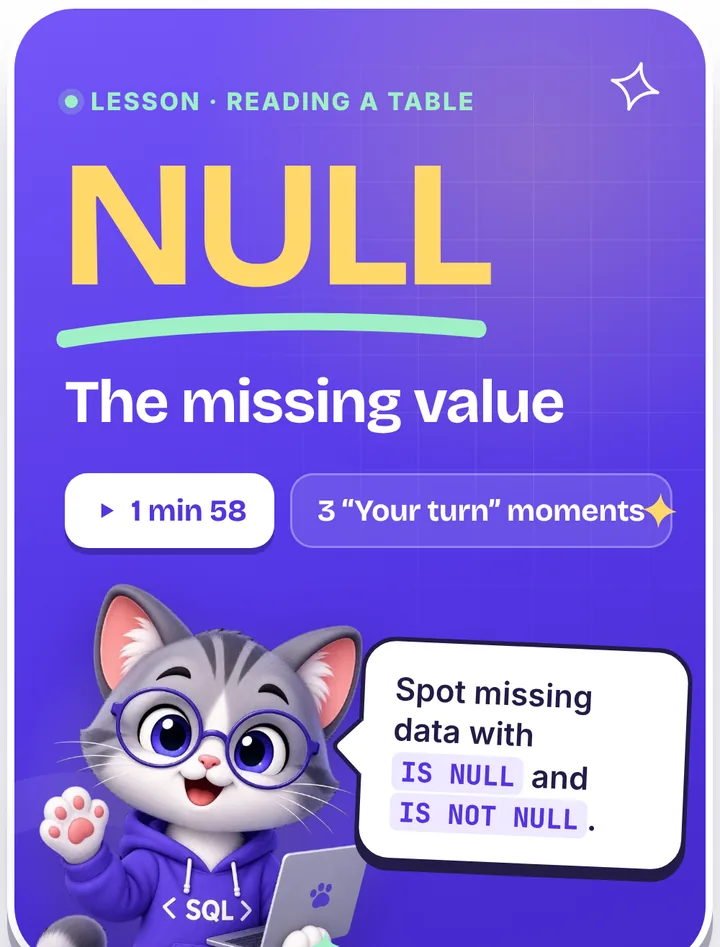 LESSON · READING A TABLE
NULL
The missing value
1 min 58
3 “Your turn” moments
Spot missing
data with
IS NULL and
IS NOT NULL.
< SQL>